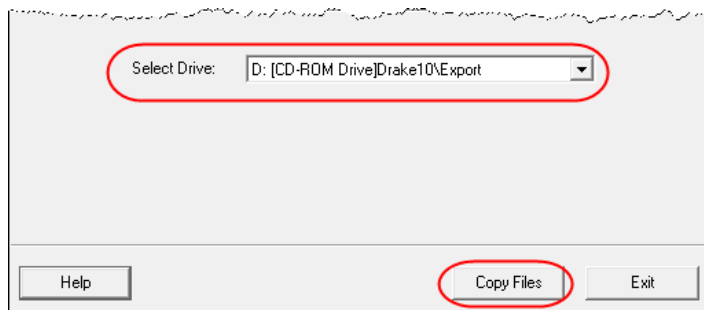 Select Drive: D: [CD-ROM Drive]Drake10\Export
Help Copy Files Exit